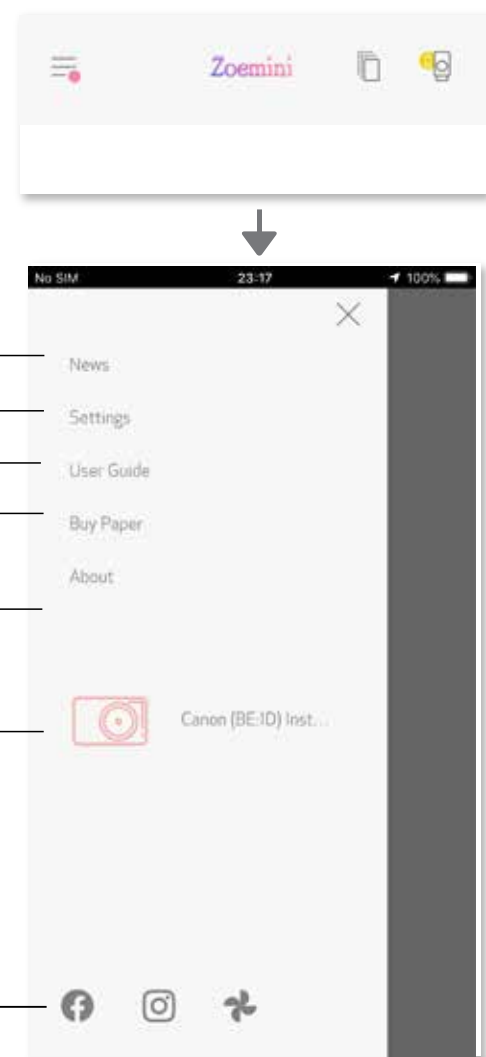 Zoemini
No SIM 23:17 100%
News
Settings
User Guide
Buy Paper
About
Canon (BE:1D) Inst...